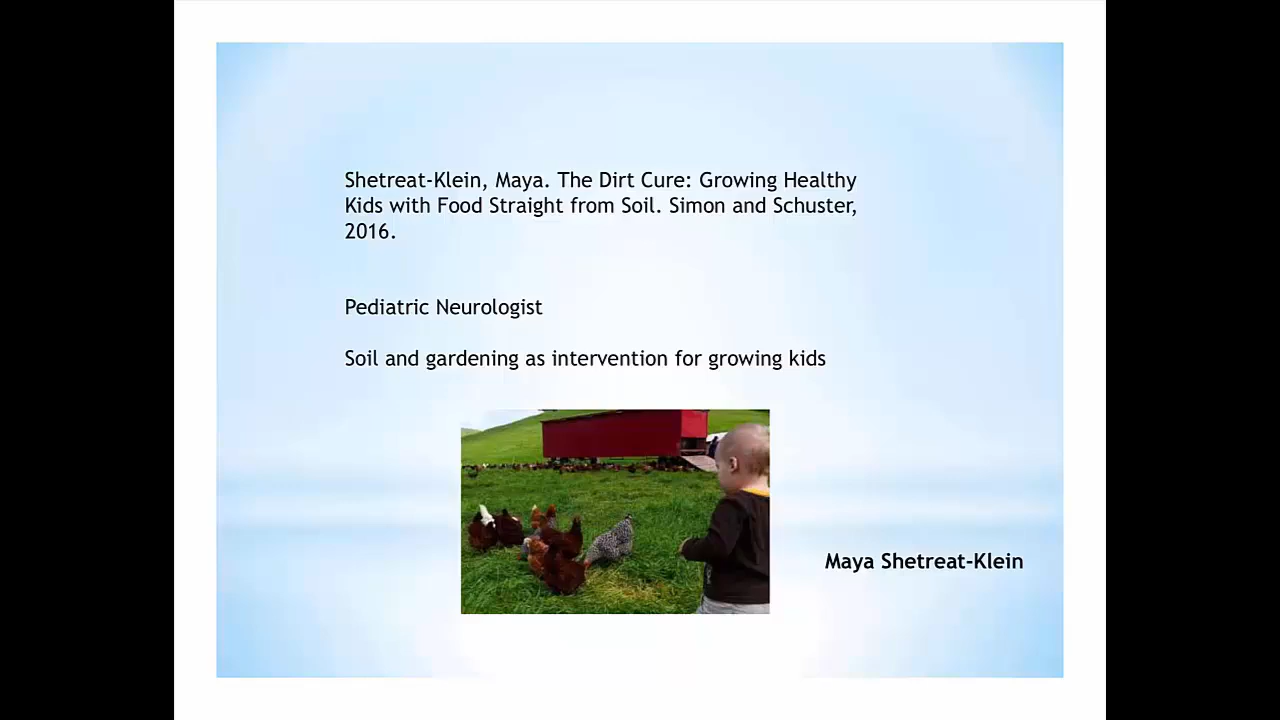 Shetreat-Klein, Maya. The Dirt Cure: Growing Healthy
Kids with Food Straight from Soil. Simon and Schuster,
2016.
Pediatric Neurologist
Soil and gardening as intervention for growing kids
Maya Shetreat-Klein